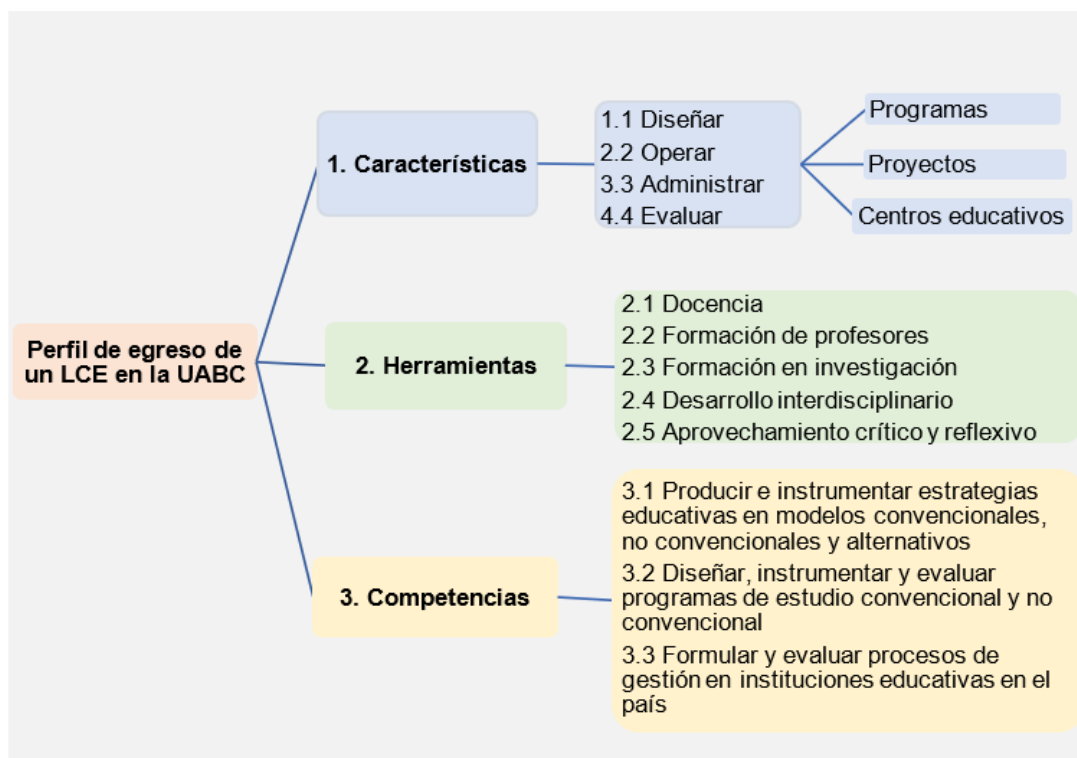 Perfil de egreso de
un LCE en la UABC
1. Características
1.1 Diseñar
2.2 Operar
3.3 Administrar
4.4 Evaluar
Programas
Proyectos
Centros educativos
2. Herramientas
2.1 Docencia
2.2 Formación de profesores
2.3 Formación en investigación
2.4 Desarrollo interdisciplinario
2.5 Aprovechamiento crítico y reflexivo
3. Competencias
3.1 Producir e instrumentar estrategias
educativas en modelos convencionales,
no convencionales y alternativos
3.2 Diseñar, instrumentar y evaluar
programas de estudio convencional y no
convencional
3.3 Formular y evaluar procesos de
gestión en instituciones educativas en el
país